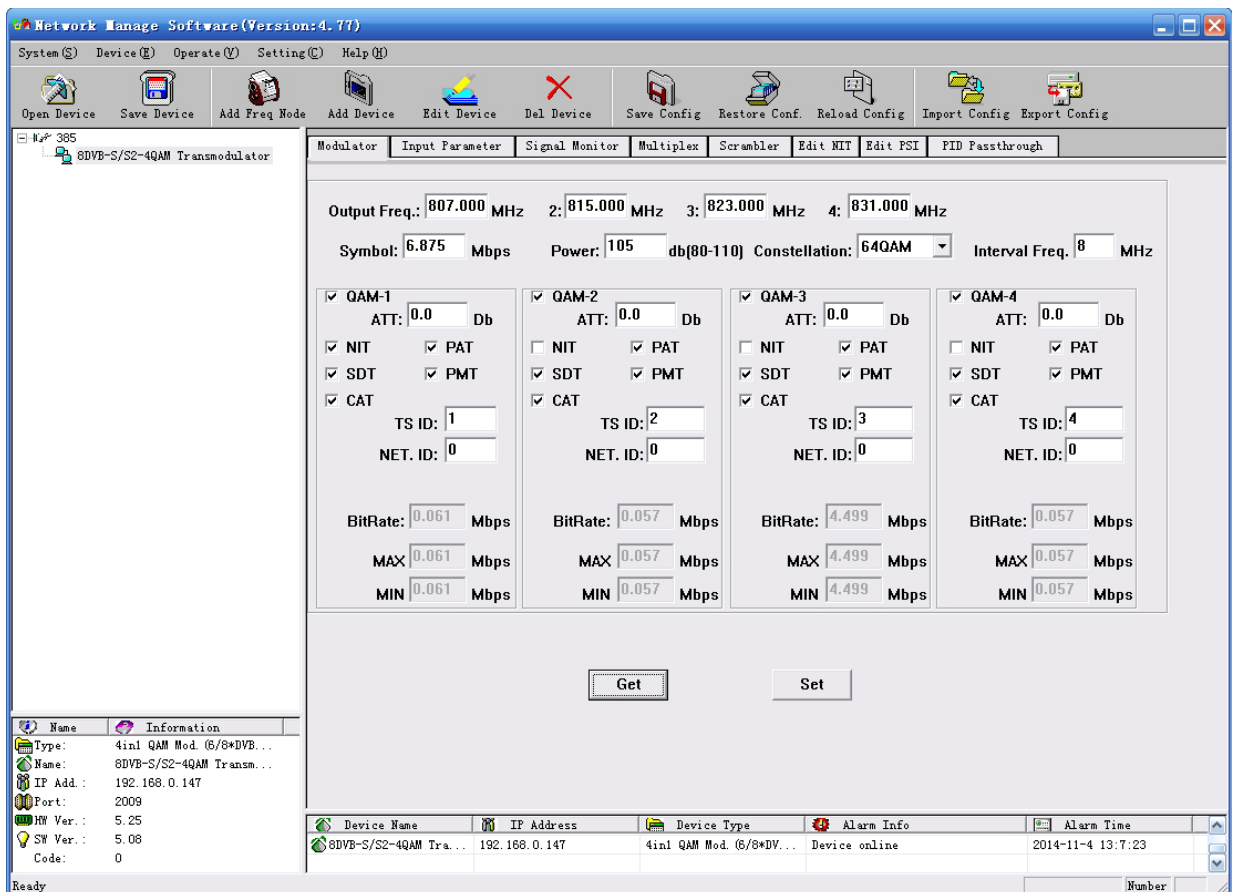 Network Manage Software(Version:4.77)
System(S) Device(E) Operate(V) Setting(C) Help(H)
Open Device Save Device Add Freq Node Add Device Edit Device Del Device Save Config Restore Conf. Reload Config Import Config Export Config
385
8DVB-S/S2-4QAM Transmodulator
Modulator Input Parameter Signal Monitor Multiplex Scrambler Edit NIT Edit PSI PID Passthrough
Output Freq.: 807.000 MHz 2: 815.000 MHz 3: 823.000 MHz 4: 831.000 MHz
Symbol: 6.875 Mbps Power: 105 db(80-110) Constellation: 64QAM Interval Freq. 8 MHz
QAM-1 QAM-2 QAM-3 QAM-4
ATT: 0.0 Db ATT: 0.0 Db ATT: 0.0 Db ATT: 0.0 Db
NIT PAT NIT PAT NIT PAT NIT PAT
SDT PMT SDT PMT SDT PMT SDT PMT
CAT CAT CAT CAT
TS ID: 1 TS ID: 2 TS ID: 3 TS ID: 4
NET. ID: 0 NET. ID: 0 NET. ID: 0 NET. ID: 0
BitRate: 0.061 Mbps BitRate: 0.057 Mbps BitRate: 4.499 Mbps BitRate: 0.057 Mbps
MAX 0.061 Mbps MAX 0.057 Mbps MAX 4.499 Mbps MAX 0.057 Mbps
MIN 0.061 Mbps MIN 0.057 Mbps MIN 4.499 Mbps MIN 0.057 Mbps
Get Set
Name Information
Type: 4in1 QAM Mod. (6/8*DVB...
Name: 8DVB-S/S2-4QAM Transm...
IP Add.: 192.168.0.147
Port: 2009
HW Ver.: 5.25
SW Ver.: 5.08
Code: 0
Device Name IP Address Device Type Alarm Info Alarm Time
8DVB-S/S2-4QAM Tra... 192.168.0.147 4in1 QAM Mod. (6/8*DV... Device online 2014-11-4 13:7:23
Ready Number